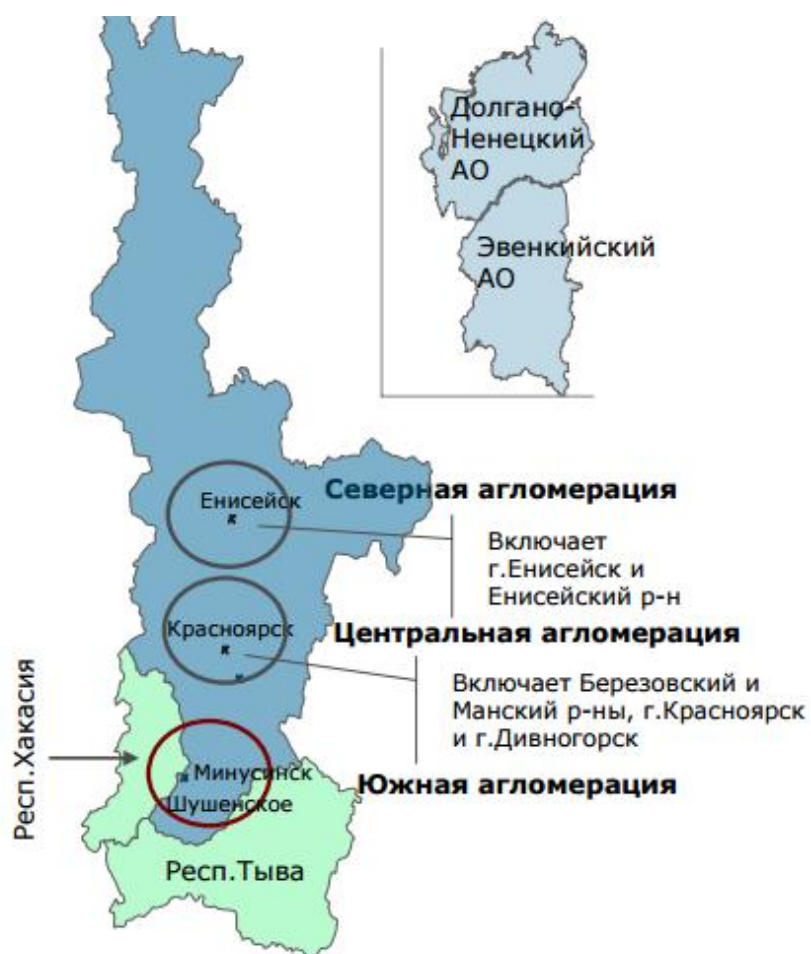 Долгано-
Ненецкий
АО
Эвенкийский
АО
Северная агломерация
Енисейск
Включает
г.Енисейск и
Енисейский р-н
Красноярск
Центральная агломерация
Включает Березовский и
Манский р-ны, г.Красноярск
и г.Дивногорск
Респ.Хакасия
Минусинск
Южная агломерация
Шушенское
Респ.Тыва